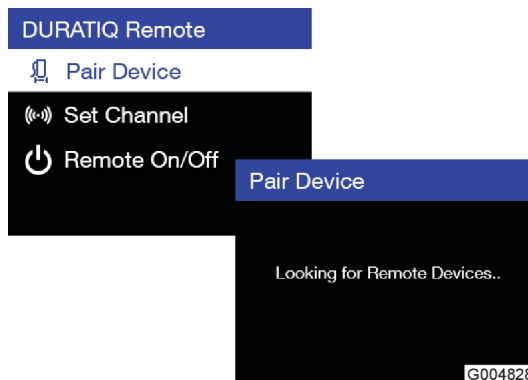 DURATIQ Remote
Pair Device
Set Channel
Remote On/Off
Pair Device
Looking for Remote Devices..
G004828